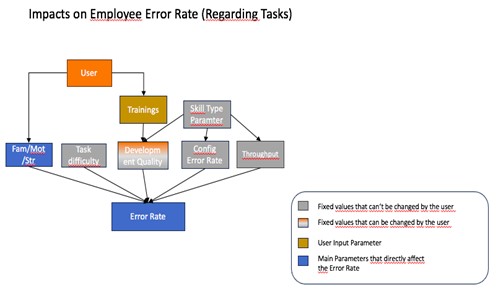 Impacts on Employee Error Rate (Regarding Tasks)
User
Trainings
Skill Type
Paramter
Fam/Mot
/Str
Task
difficulty
Developm
ent Quality
Config
Error Rate
Throughput
Error Rate
Fixed values that can't be changed by the user
Fixed values that can be changed by the user
User Input Parameter
Main Parameters that directly affect
the Error Rate